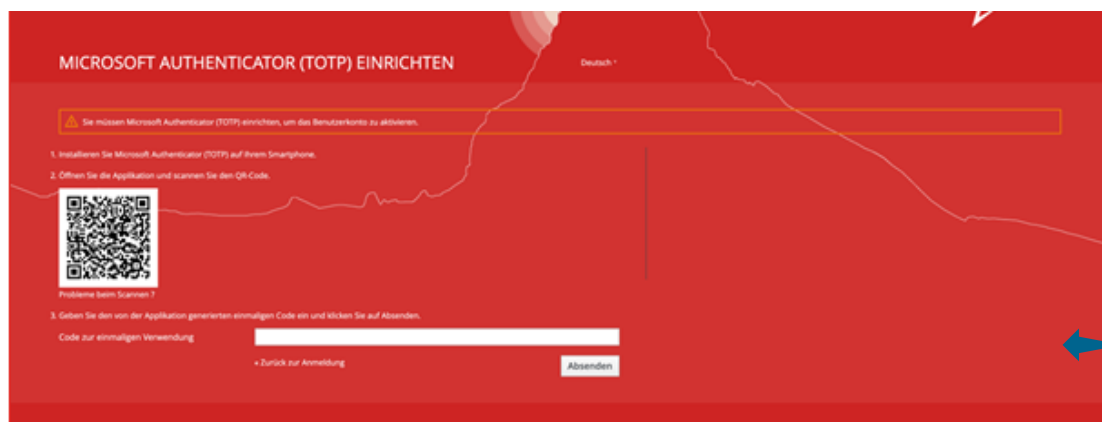 MICROSOFT AUTHENTICATOR (TOTP) EINRICHTEN
Deutsch
Sie müssen Microsoft Authenticator (TOTP) einrichten, um das Benutzerkonto zu aktivieren.
1. Installieren Sie Microsoft Authenticator (TOTP) auf Ihrem Smartphone.
2. Öffnen Sie die Applikation und scannen Sie den QR-Code.
Probleme beim Scannen ?
3. Geben Sie den von der Applikation generierten einmaligen Code ein und klicken Sie auf Absenden.
Code zur einmaligen Verwendung
« Zurück zur Anmeldung
Absenden